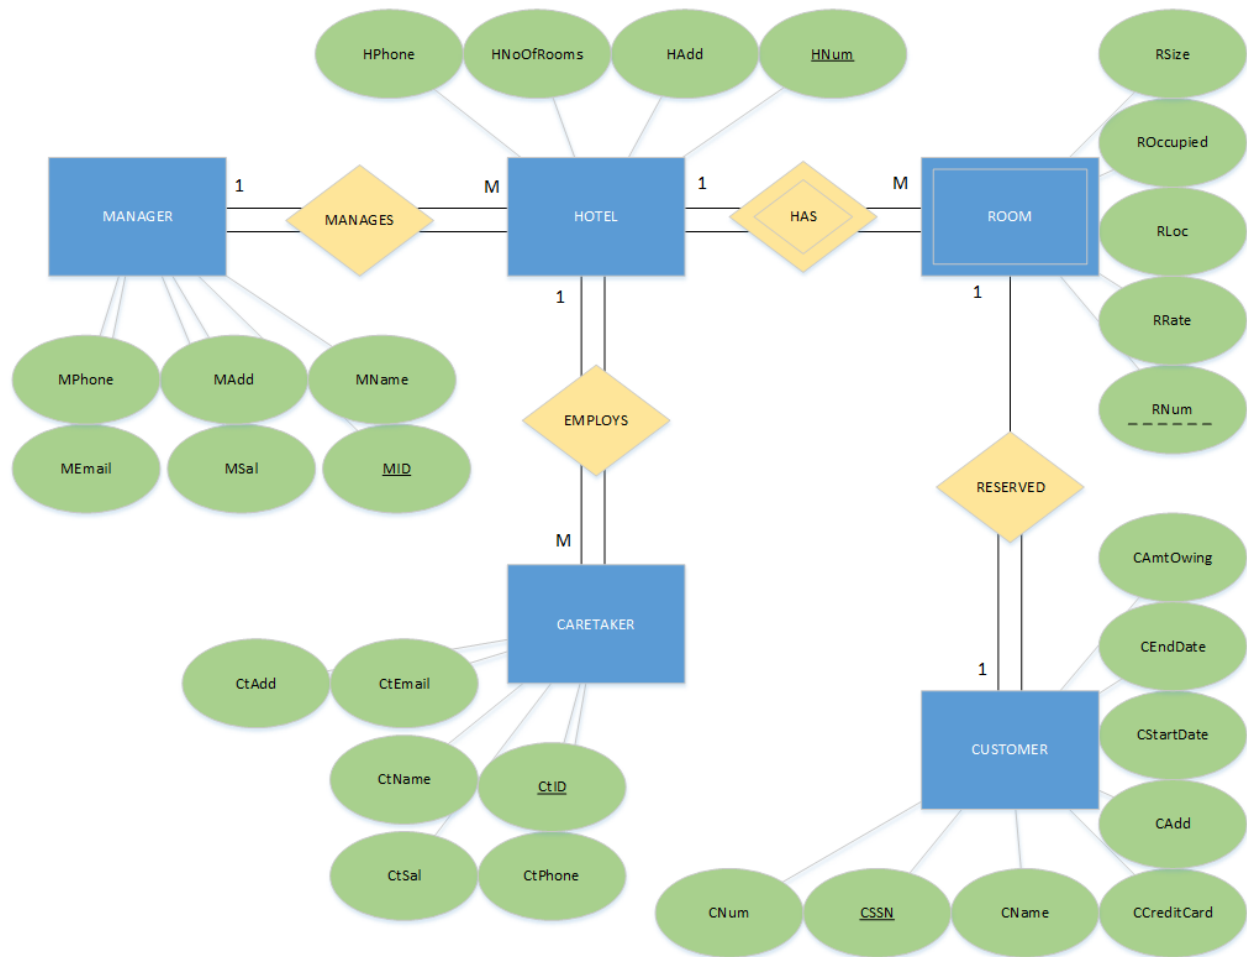 HPhone
HNoOfRooms
HAdd
HNum
RSize
ROccupied
RLoc
RRate
RNum
MANAGER
1
MANAGES
M
HOTEL
1
HAS
M
ROOM
1
1
MPhone
MAdd
MName
MEmail
MSal
MID
EMPLOYS
M
RESERVED
CARETAKER
CtAdd
CtEmail
CtName
CtID
CtSal
CtPhone
1
CUSTOMER
CAmtOwing
CEndDate
CStartDate
CAdd
CNum
CSSN
CName
CCreditCard